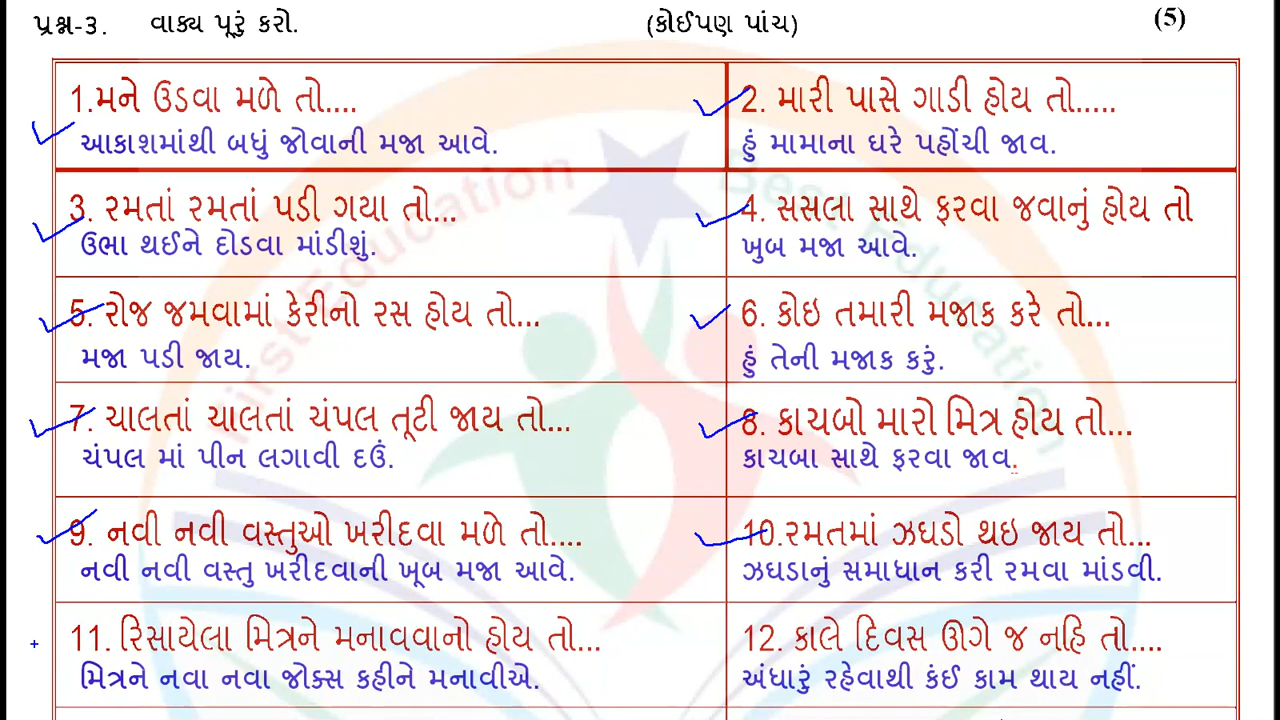 પ્રશ્ન-૩. વાક્ય પૂરું કરો. (કોઈપણ પાંચ) (5)
1.મને ઉડવા મળે તો....
આકાશમાંથી બધું જોવાની મજા આવે.
2. મારી પાસે ગાડી હોય તો.....
હું મામાના ઘરે પહોંચી જાવ.
3. રમતાં રમતાં પડી ગયા તો...
ઉભા થઈને દોડવા માંડીશું.
4. સસલા સાથે ફરવા જવાનું હોય તો
ખુબ મજા આવે.
5. રોજ જમવામાં કેરીનો રસ હોય તો...
મજા પડી જાય.
6. કોઇ તમારી મજાક કરે તો...
હું તેની મજાક કરું.
7. ચાલતાં ચાલતાં ચંપલ તૂટી જાય તો...
ચંપલ માં પીન લગાવી દઉં.
8. કાચબો મારો મિત્ર હોય તો...
કાચબા સાથે ફરવા જાવ.
9. નવી નવી વસ્તુઓ ખરીદવા મળે તો....
નવી નવી વસ્તુ ખરીદવાની ખૂબ મજા આવે.
10.રમતમાં ઝઘડો થઇ જાય તો...
ઝઘડાનું સમાધાન કરી રમવા માંડવી.
11. રિસાયેલા મિત્રને મનાવવાનો હોય તો...
મિત્રને નવા નવા જોક્સ કહીને મનાવીએ.
12. કાલે દિવસ ઊગે જ નહિ તો....
અંધારું રહેવાથી કંઈ કામ થાય નહીં.
First Education Best Education